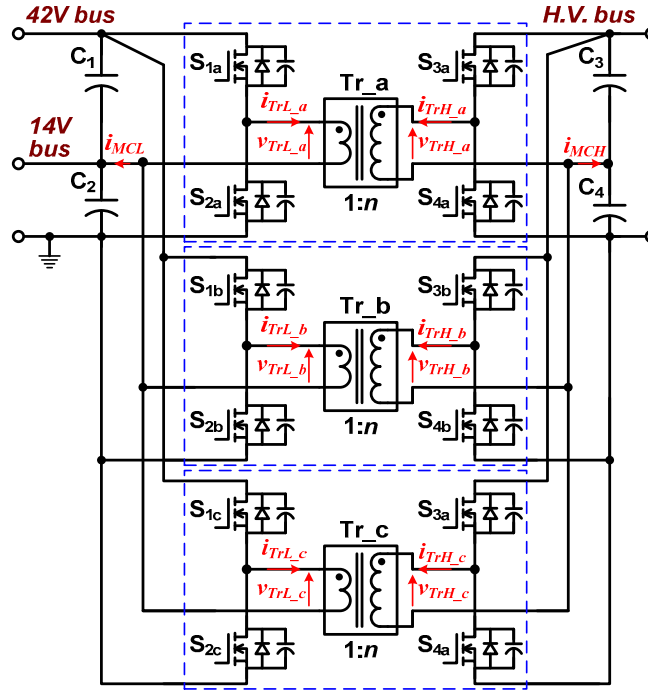 42V bus
H.V. bus
C1
S1a
Tr_a
S3a
C3
iTrL_a
iTrH_a
14V
bus
iMCL
vTrL_a
vTrH_a
iMCH
C2
S2a
S4a
C4
1:n
S1b
Tr_b
S3b
iTrL_b
iTrH_b
vTrL_b
vTrH_b
S2b
S4b
1:n
S1c
Tr_c
S3a
iTrL_c
iTrH_c
vTrL_c
vTrH_c
S2c
S4a
1:n